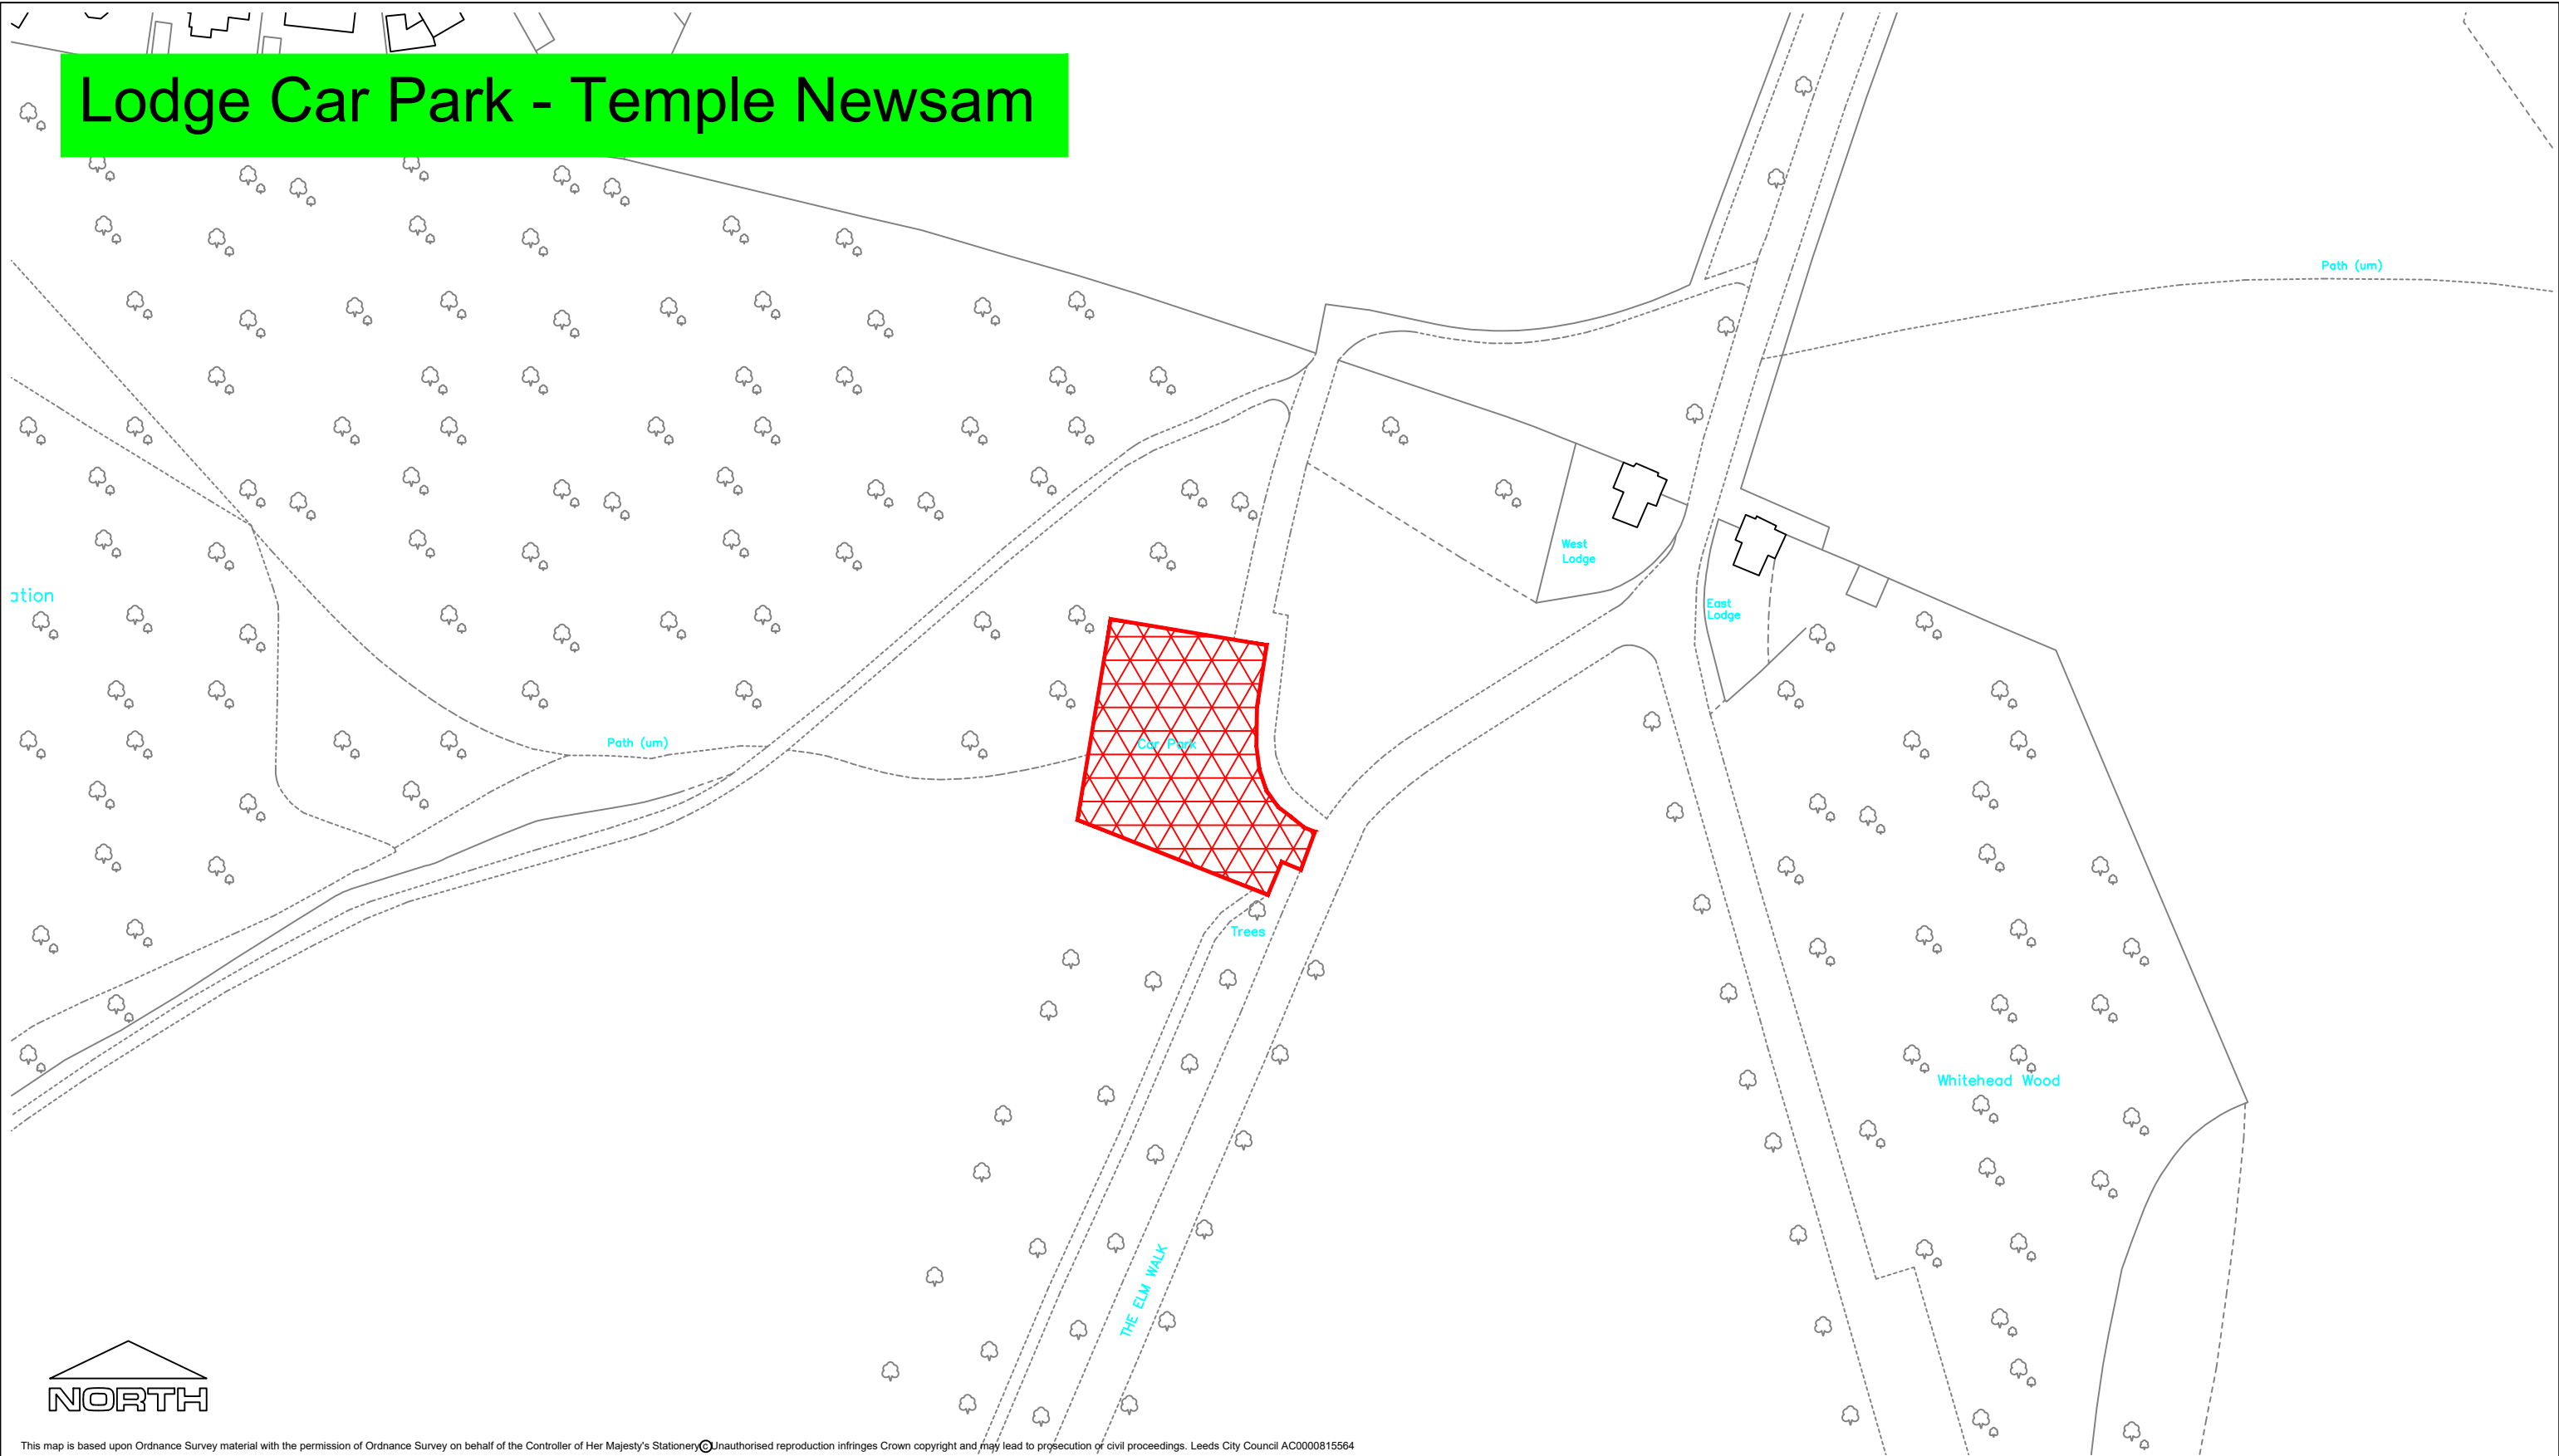 Lodge Car Park - Temple Newsam
Path (um)
West
Lodge
ation
East
Lodge
Path (um)
Car Park
Trees
Whitehead Wood
THE ELM WALK
NORTH
This map is based upon Ordnance Survey material with the permission of Ordnance Survey on behalf of the Controller of Her Majesty's Stationery © Unauthorised reproduction infringes Crown copyright and may lead to prosecution or civil proceedings. Leeds City Council AC0000815564